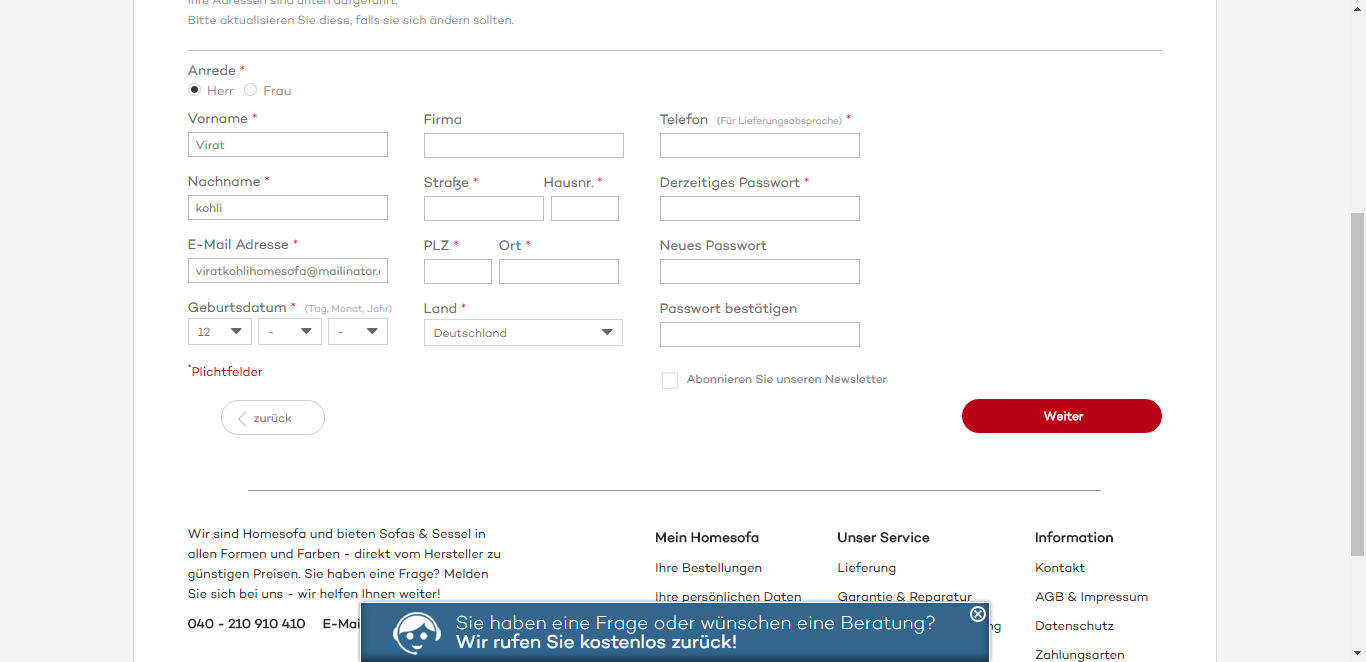 Ihre Adressen sind unten aufgeführt.
Bitte aktualisieren Sie diese, falls sie sich ändern sollten.
Anrede *
Herr Frau
Vorname *
Virat
Firma
Telefon (Für Lieferungsabsprache) *
Nachname *
kohli
Straße * Hausnr. *
Derzeitiges Passwort *
E-Mail Adresse *
viratkohlihomesofa@mailinator.
PLZ * Ort *
Neues Passwort
Geburtsdatum * (Tag, Monat, Jahr)
12 - -
Land *
Deutschland
Passwort bestätigen
*Plichtfelder
Abonnieren Sie unseren Newsletter
zurück
Weiter
Wir sind Homesofa und bieten Sofas & Sessel in
allen Formen und Farben - direkt vom Hersteller zu
günstigen Preisen. Sie haben eine Frage? Melden
Sie sich bei uns - wir helfen Ihnen weiter!
040 - 210 910 410 E-Mai
Mein Homesofa
Ihre Bestellungen
Ihre persönlichen Daten
Unser Service
Lieferung
Garantie & Reparatur
ng
Information
Kontakt
AGB & Impressum
Datenschutz
Zahlungsarten
Sie haben eine Frage oder wünschen eine Beratung?
Wir rufen Sie kostenlos zurück!